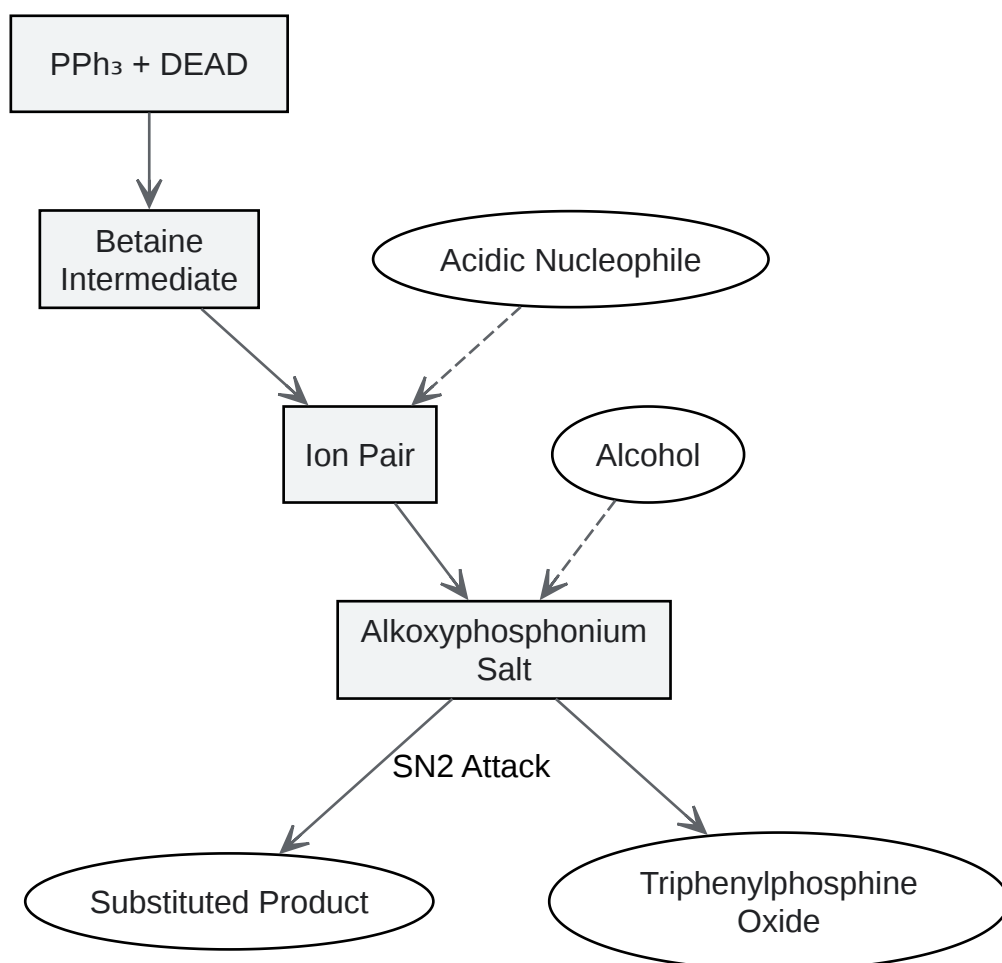 PPh₃ + DEAD
Betaine
Intermediate
Acidic Nucleophile
Ion Pair
Alcohol
Alkoxyphosphonium
Salt
SN2 Attack
Substituted Product
Triphenylphosphine
Oxide